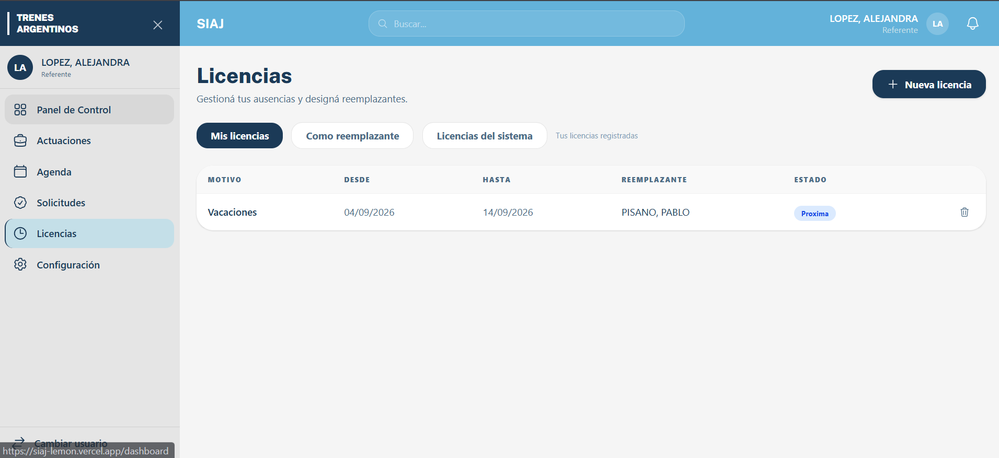 TRENES
ARGENTINOS
SIAJ
Buscar...
LOPEZ, ALEJANDRA
Referente
LA
LA
LOPEZ, ALEJANDRA
Referente
Panel de Control
Actuaciones
Agenda
Solicitudes
Licencias
Configuración
Cambiar usuario
https://siaj-lemon.vercel.app/dashboard
Licencias
Gestioná tus ausencias y designá reemplazantes.
Nueva licencia
Mis licencias Como reemplazante Licencias del sistema Tus licencias registradas
MOTIVO DESDE HASTA REEMPLAZANTE ESTADO
Vacaciones 04/09/2026 14/09/2026 PISANO, PABLO Proxima